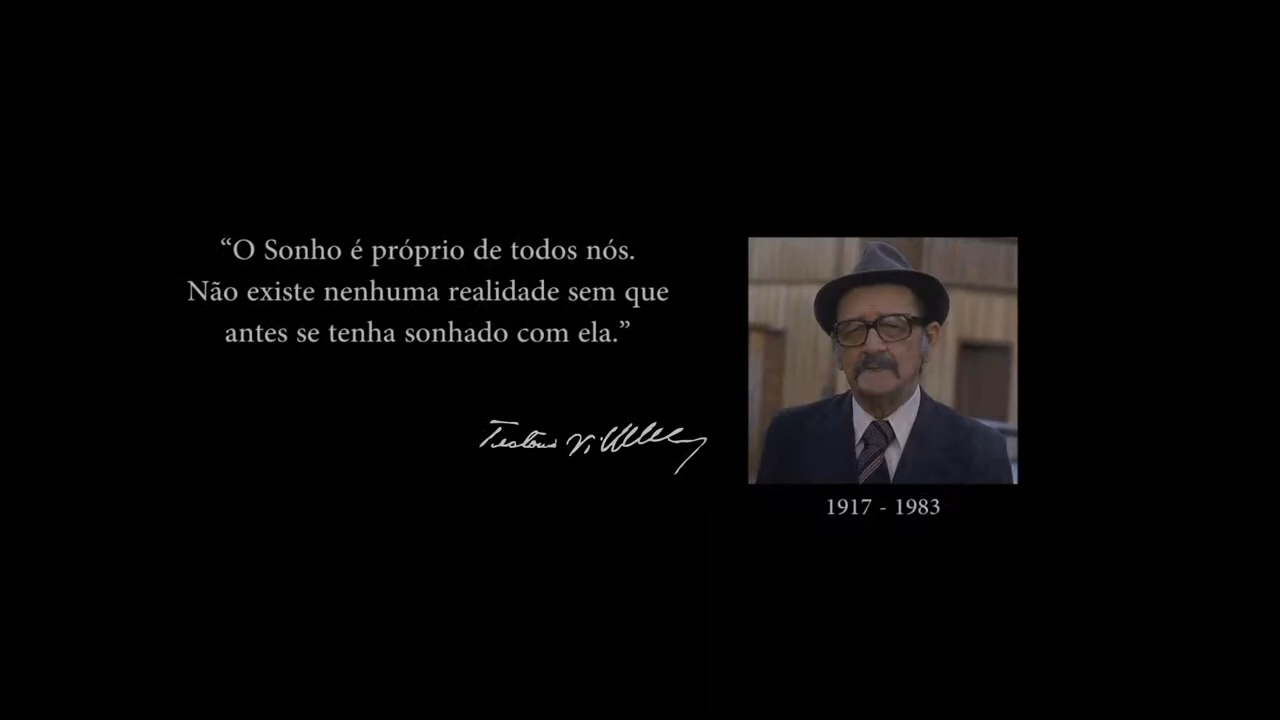 “O Sonho é próprio de todos nós.
Não existe nenhuma realidade sem que
antes se tenha sonhado com ela.”
1917 - 1983